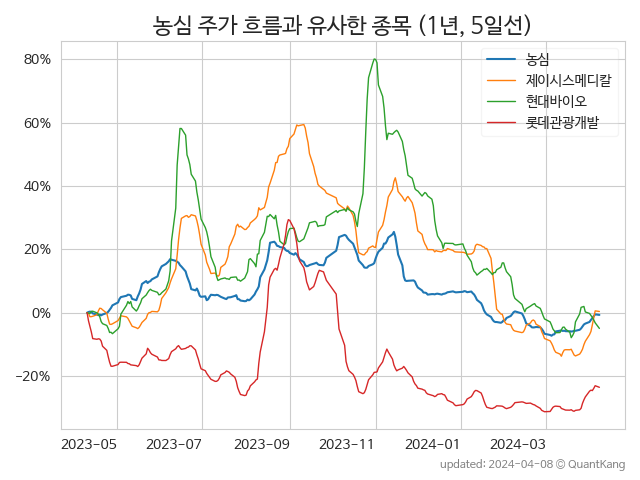 농심 주가 흐름과 유사한 종목 (1년, 5일선)
농심
제이시스메디칼
현대바이오
롯데관광개발
80%
60%
40%
20%
0%
−20%
2023-05 2023-07 2023-09 2023-11 2024-01 2024-03
updated: 2024-04-08 © QuantKang